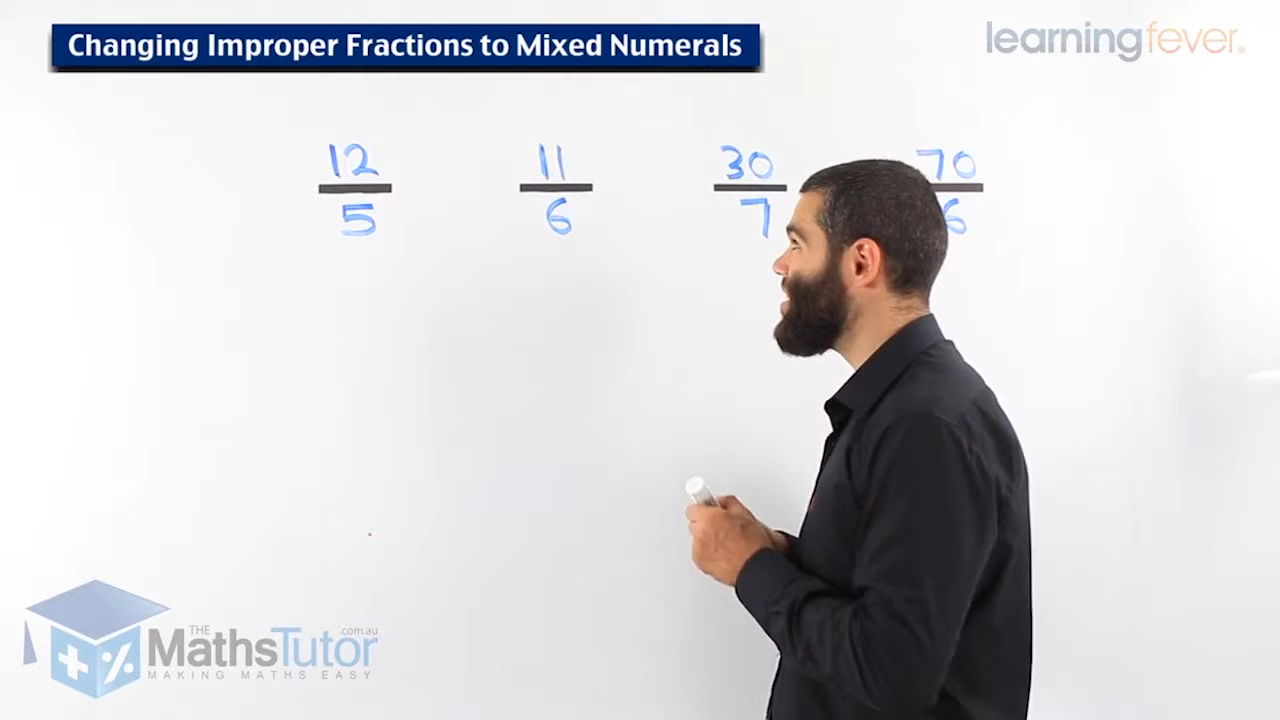 Changing Improper Fractions to Mixed Numerals
learningfever
12 11 30 70
5 6 7 6
THE
.com.au
MathsTutor
MAKING MATHS EASY